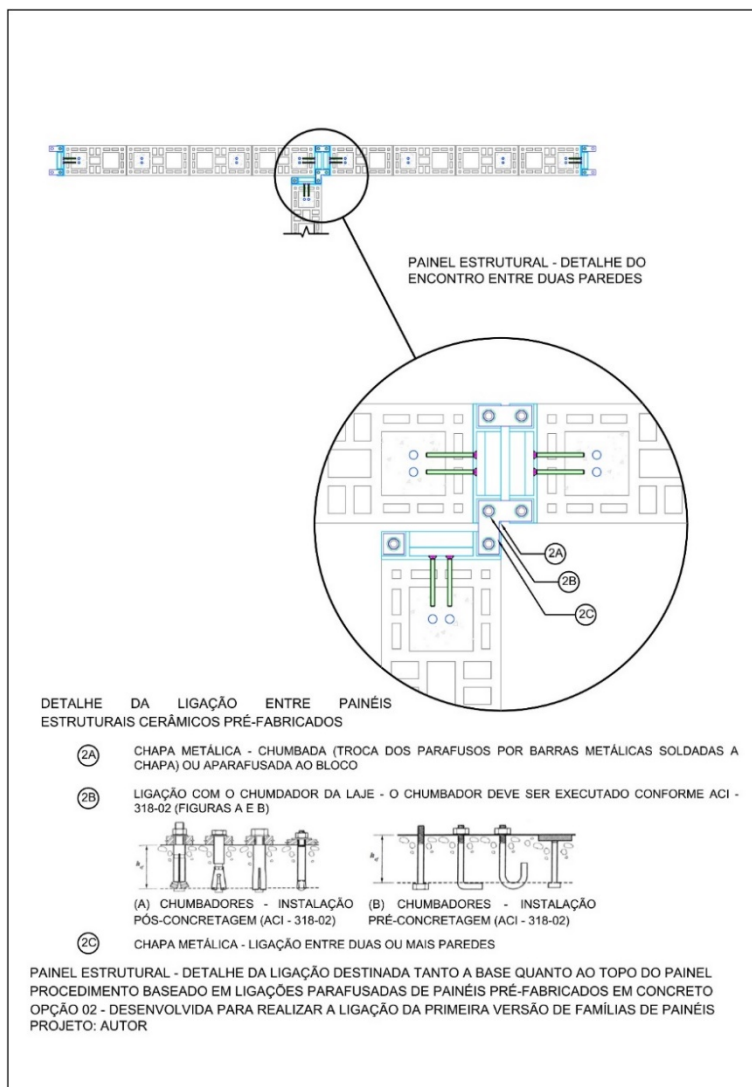 PAINEL ESTRUTURAL - DETALHE DO
ENCONTRO ENTRE DUAS PAREDES
2A
2B
2C
DETALHE DA LIGAÇÃO ENTRE PAINÉIS
ESTRUTURAIS CERÂMICOS PRÉ-FABRICADOS
2A CHAPA METÁLICA - CHUMBADA (TROCA DOS PARAFUSOS POR BARRAS METÁLICAS SOLDADAS A
CHAPA) OU APARAFUSADA AO BLOCO
2B LIGAÇÃO COM O CHUMDADOR DA LAJE - O CHUMBADOR DEVE SER EXECUTADO CONFORME ACI -
318-02 (FIGURAS A E B)
(A) CHUMBADORES - INSTALAÇÃO
PÓS-CONCRETAGEM (ACI - 318-02)
(B) CHUMBADORES - INSTALAÇÃO
PRÉ-CONCRETAGEM (ACI - 318-02)
2C CHAPA METÁLICA - LIGAÇÃO ENTRE DUAS OU MAIS PAREDES
PAINEL ESTRUTURAL - DETALHE DA LIGAÇÃO DESTINADA TANTO A BASE QUANTO AO TOPO DO PAINEL
PROCEDIMENTO BASEADO EM LIGAÇÕES PARAFUSADAS DE PAINÉIS PRÉ-FABRICADOS EM CONCRETO
OPÇÃO 02 - DESENVOLVIDA PARA REALIZAR A LIGAÇÃO DA PRIMEIRA VERSÃO DE FAMÍLIAS DE PAINÉIS
PROJETO: AUTOR